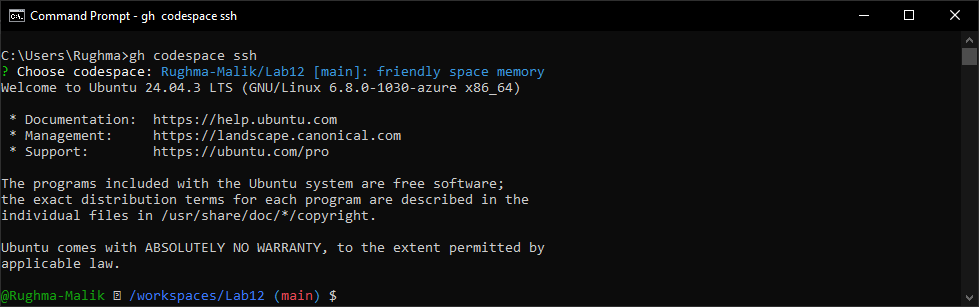 Command Prompt - gh  codespace ssh
C:\Users\Rughma>gh codespace ssh
? Choose codespace: Rughma-Malik/Lab12 [main]: friendly space memory
Welcome to Ubuntu 24.04.3 LTS (GNU/Linux 6.8.0-1030-azure x86_64)
 * Documentation:  https://help.ubuntu.com
 * Management:     https://landscape.canonical.com
 * Support:        https://ubuntu.com/pro
The programs included with the Ubuntu system are free software;
the exact distribution terms for each program are described in the
individual files in /usr/share/doc/*/copyright.
Ubuntu comes with ABSOLUTELY NO WARRANTY, to the extent permitted by
applicable law.
@Rughma-Malik /workspaces/Lab12 (main) $